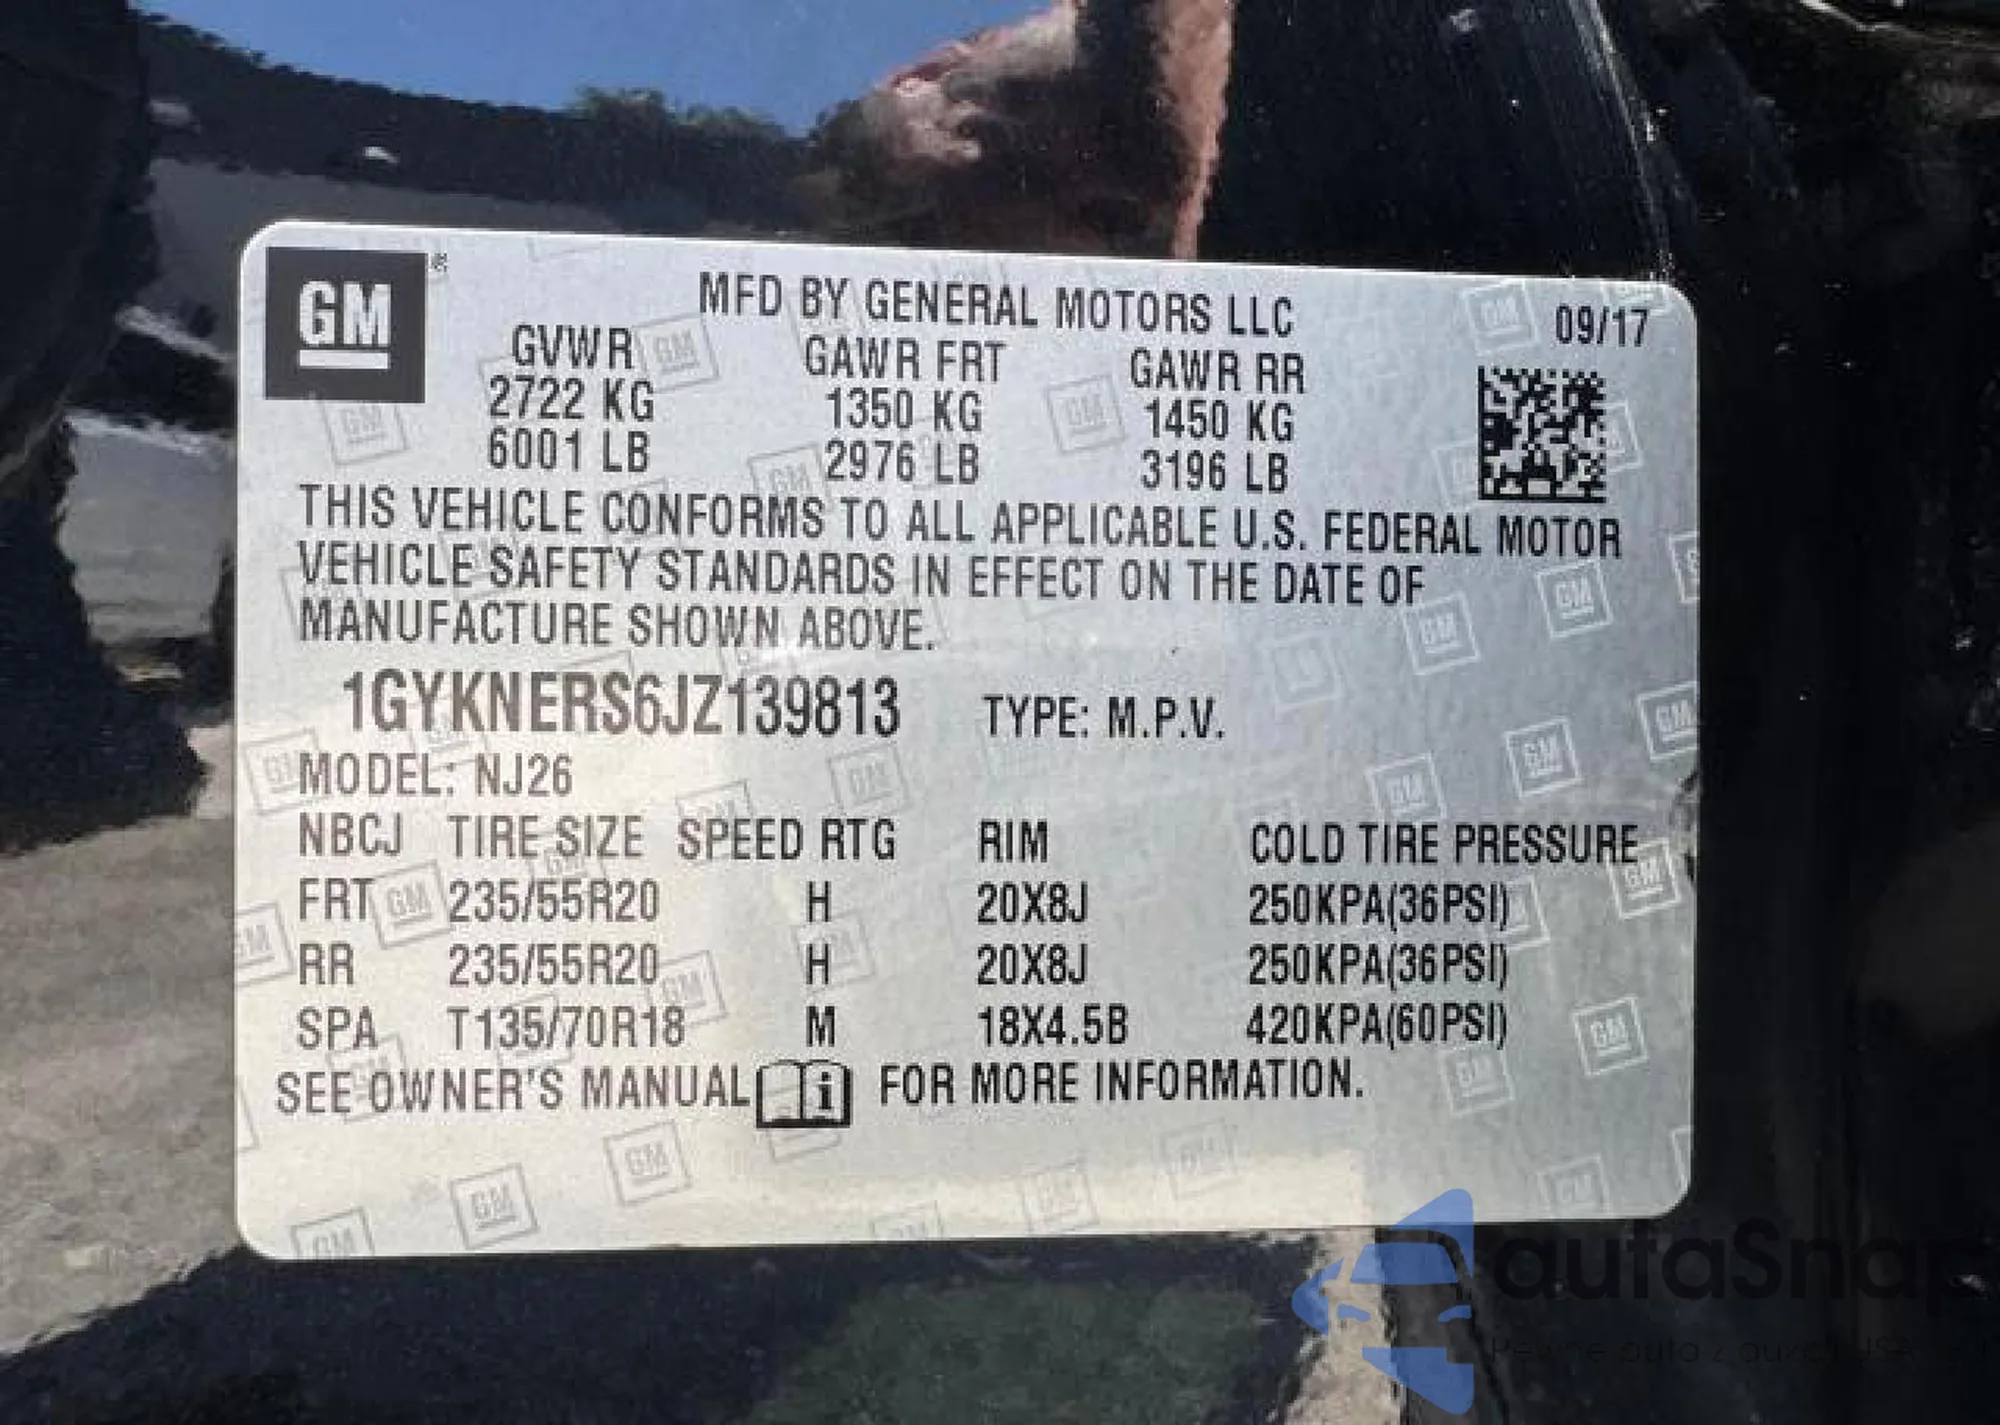 GM
MFD BY GENERAL MOTORS LLC
09/17
GVWR GAWR FRT GAWR RR
2722 KG 1350 KG 1450 KG
6001 LB 2976 LB 3196 LB
THIS VEHICLE CONFORMS TO ALL APPLICABLE U.S. FEDERAL MOTOR
VEHICLE SAFETY STANDARDS IN EFFECT ON THE DATE OF
MANUFACTURE SHOWN ABOVE.
1GYKNERS6JZ139813 TYPE: M.P.V.
MODEL: NJ26
NBCJ TIRE SIZE SPEED RTG RIM COLD TIRE PRESSURE
FRT 235/55R20 H 20X8J 250KPA(36PSI)
RR 235/55R20 H 20X8J 250KPA(36PSI)
SPA T135/70R18 M 18X4.5B 420KPA(60PSI)
SEE OWNER'S MANUAL i FOR MORE INFORMATION.
autaSnap
auto z